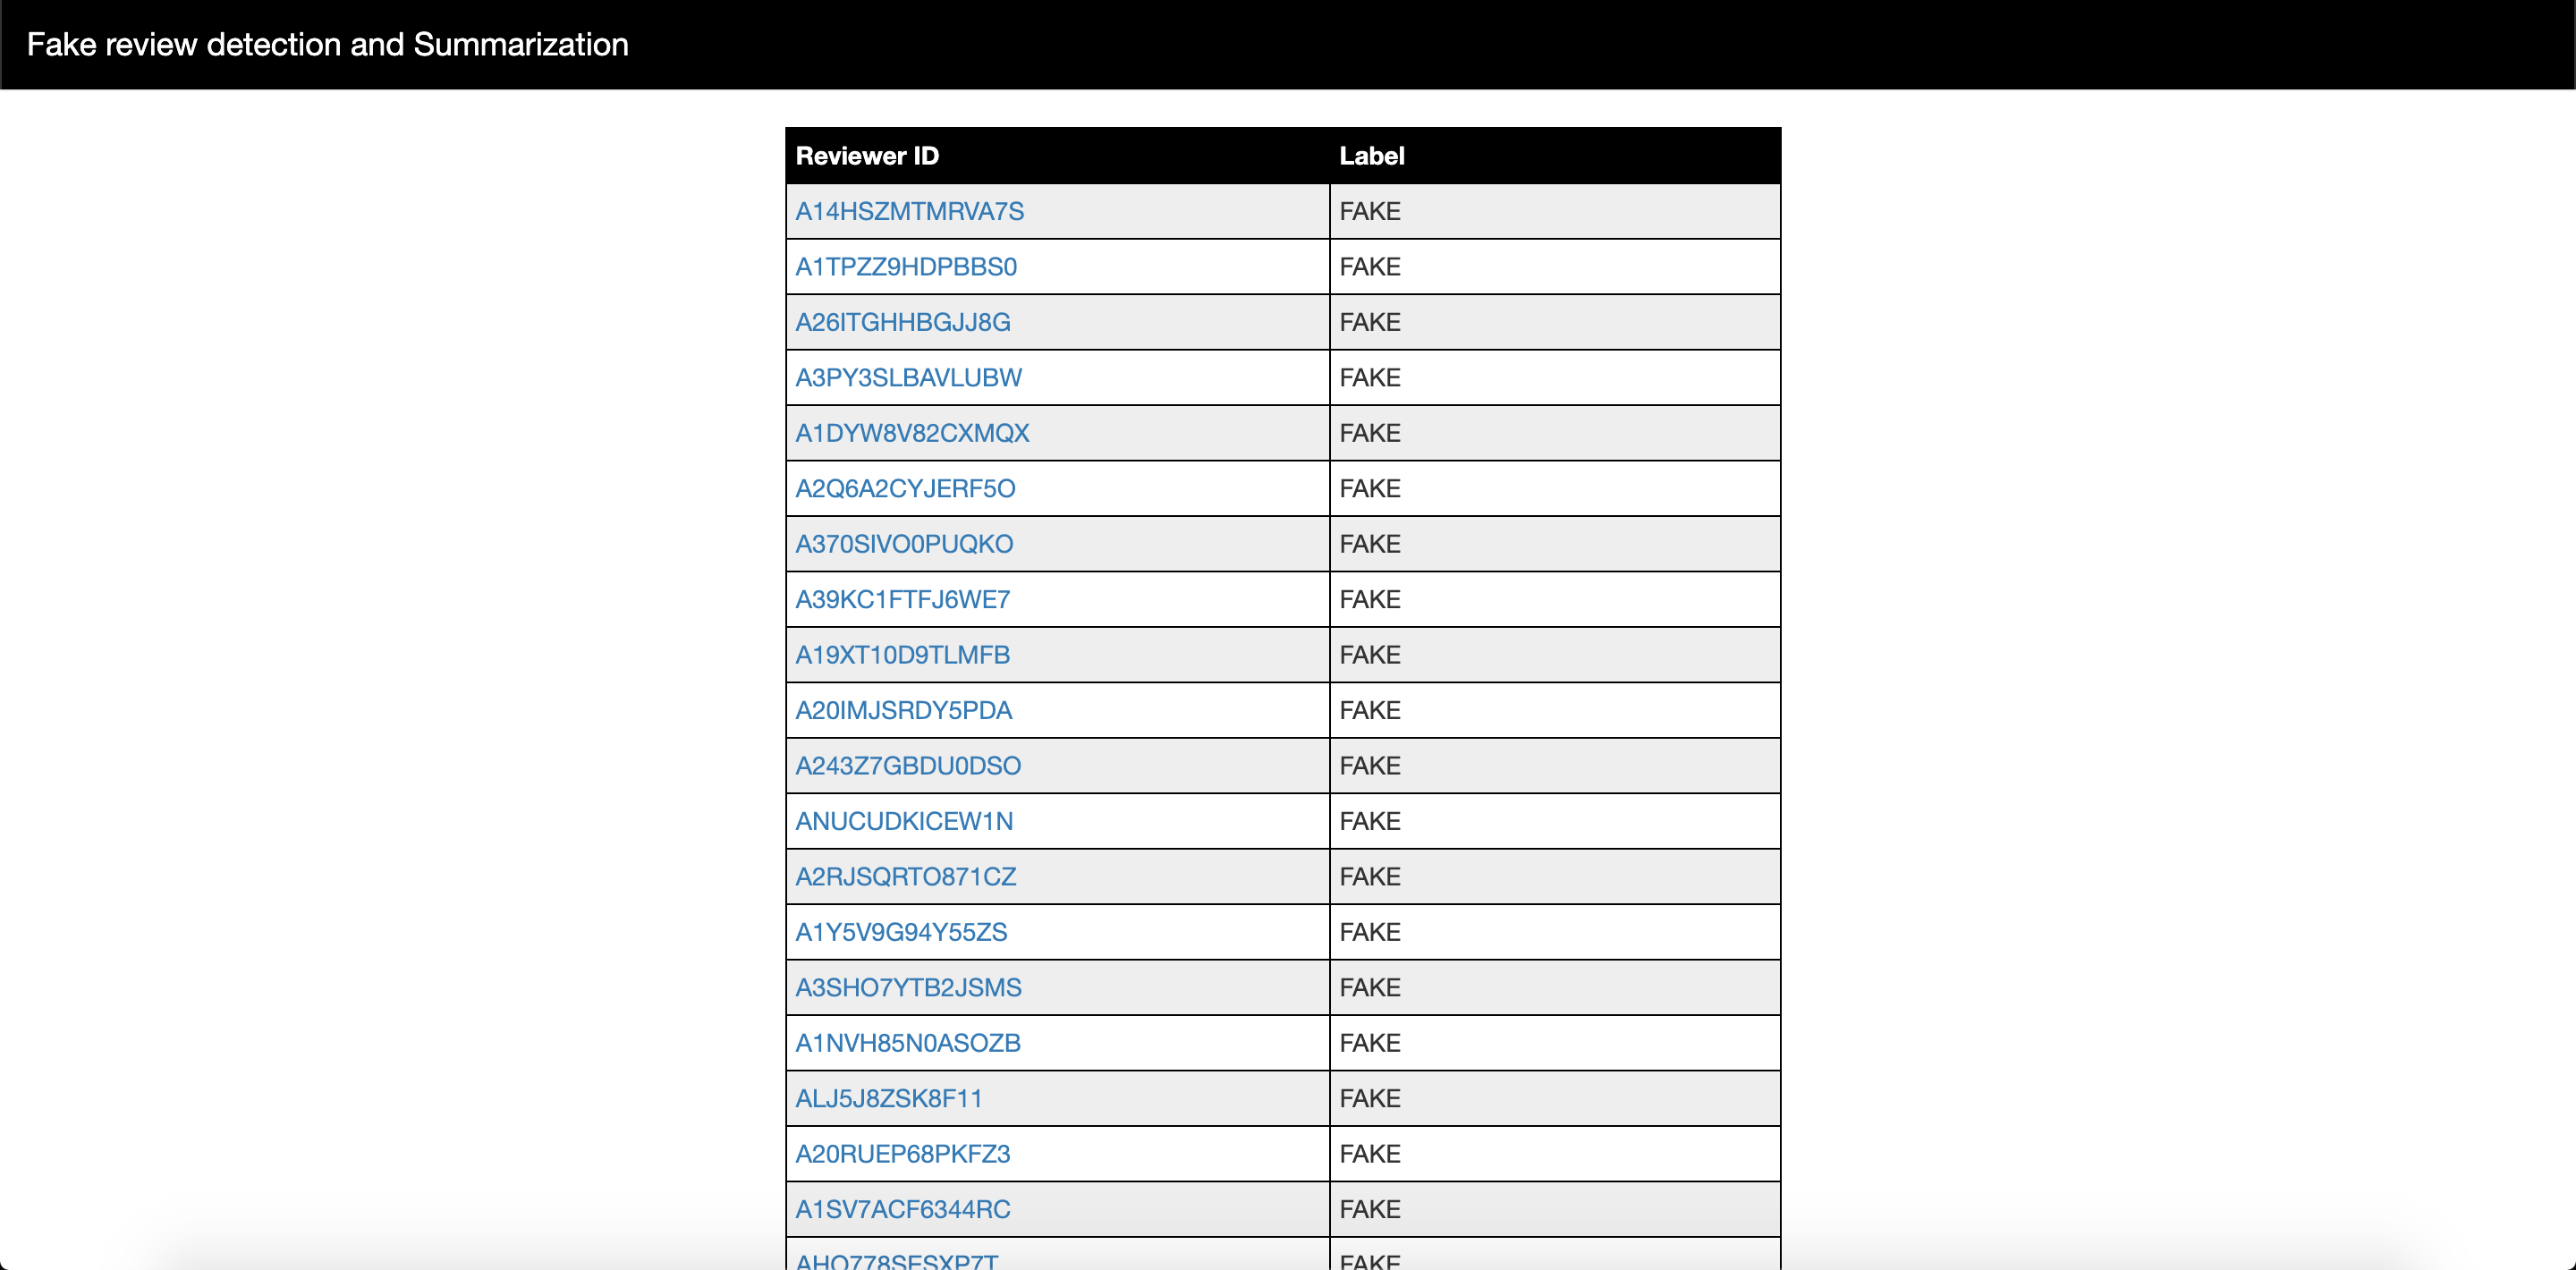 Fake review detection and Summarization
Reviewer ID Label
A14HSZMTMRVA7S FAKE
A1TPZZ9HDPBBS0 FAKE
A26ITGHHBGJJ8G FAKE
A3PY3SLBAVLUBW FAKE
A1DYW8V82CXMQX FAKE
A2Q6A2CYJERF5O FAKE
A370SIVO0PUQKO FAKE
A39KC1FTFJ6WE7 FAKE
A19XT10D9TLMFB FAKE
A20IMJSRDY5PDA FAKE
A243Z7GBDU0DSO FAKE
ANUCUDKICEW1N FAKE
A2RJSQRTO871CZ FAKE
A1Y5V9G94Y55ZS FAKE
A3SHO7YTB2JSMS FAKE
A1NVH85N0ASOZB FAKE
ALJ5J8ZSK8F11 FAKE
A20RUEP68PKFZ3 FAKE
A1SV7ACF6344RC FAKE
FAKE